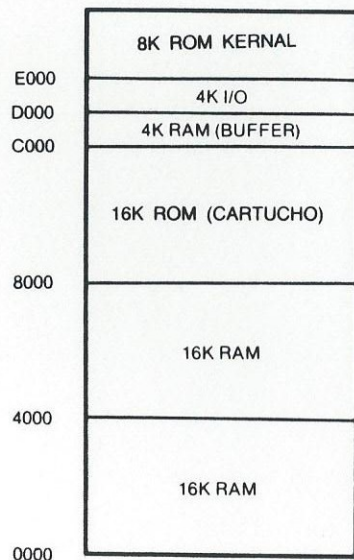 8K ROM KERNAL
E000
4K I/O
D000
4K RAM (BUFFER)
C000
16K ROM (CARTUCHO)
8000
16K RAM
4000
16K RAM
0000